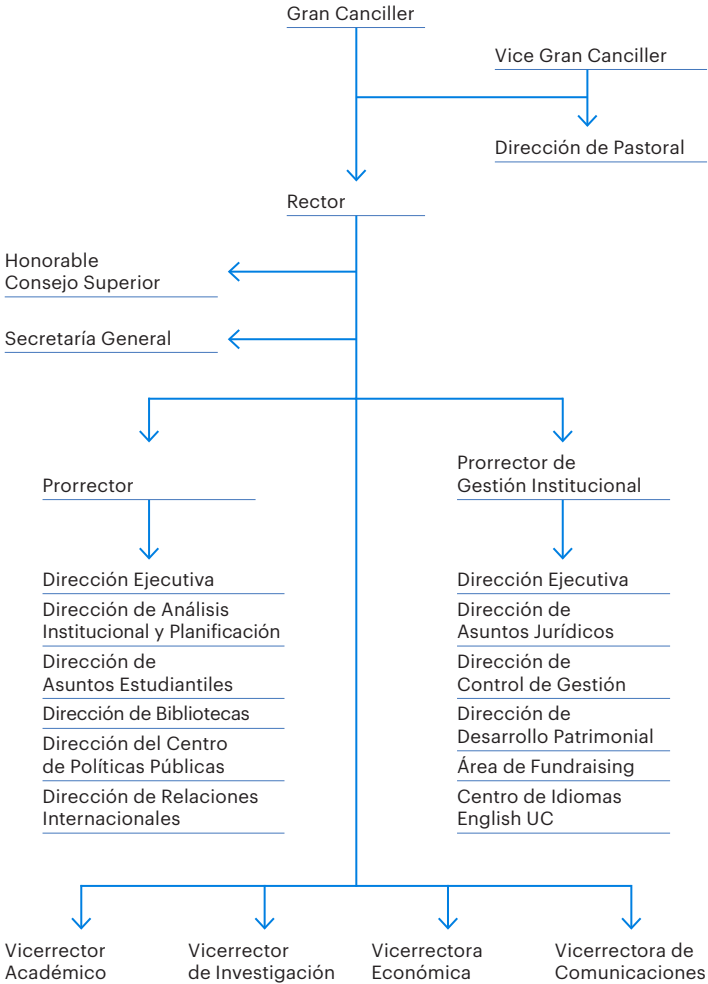 Gran Canciller
Vice Gran Canciller
Dirección de Pastoral
Rector
Honorable
Consejo Superior
Secretaría General
Prorrector
Dirección Ejecutiva
Dirección de Análisis
Institucional y Planificación
Dirección de
Asuntos Estudiantiles
Dirección de Bibliotecas
Dirección del Centro
de Políticas Públicas
Dirección de Relaciones
Internacionales
Prorrector de
Gestión Institucional
Dirección Ejecutiva
Dirección de
Asuntos Jurídicos
Dirección de
Control de Gestión
Dirección de
Desarrollo Patrimonial
Área de Fundraising
Centro de Idiomas
English UC
Vicerrector
Académico
Vicerrector
de Investigación
Vicerrectora
Económica
Vicerrectora de
Comunicaciones